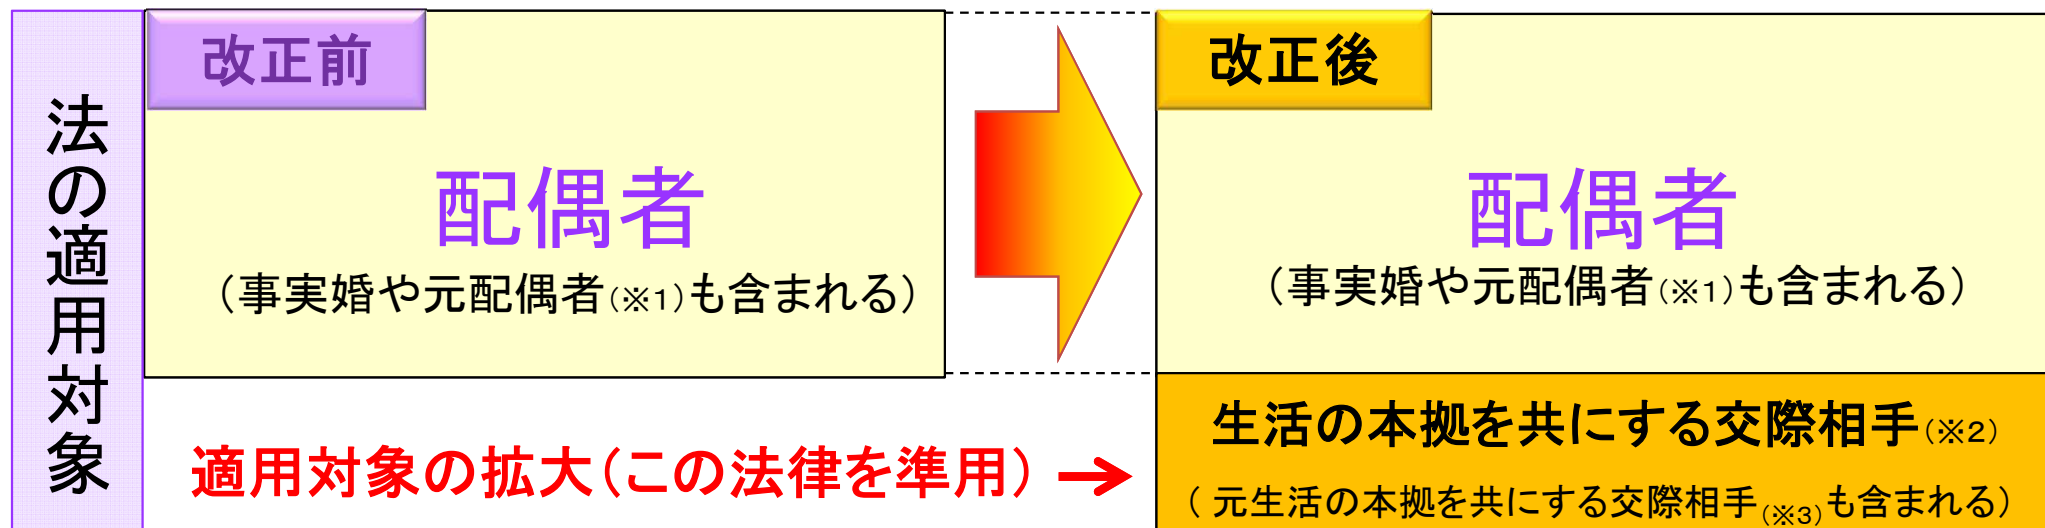 法の適用対象
改正前
配偶者
（事実婚や元配偶者（※1）も含まれる）
改正後
配偶者
（事実婚や元配偶者（※1）も含まれる）
適用対象の拡大（この法律を準用）→
生活の本拠を共にする交際相手（※2）
（ 元生活の本拠を共にする交際相手（※3）も含まれる）